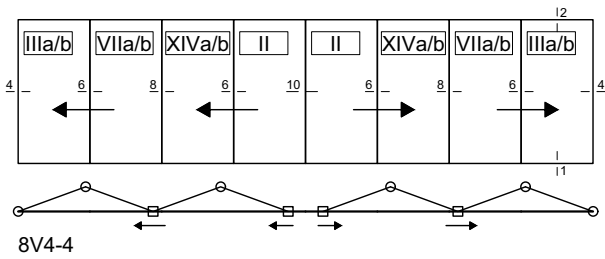 2
IIIa/b VIIa/b XIVa/b II II XIVa/b VIIa/b IIIa/b
4 6 8 6 10 6 8 6 4
1
8V4-4